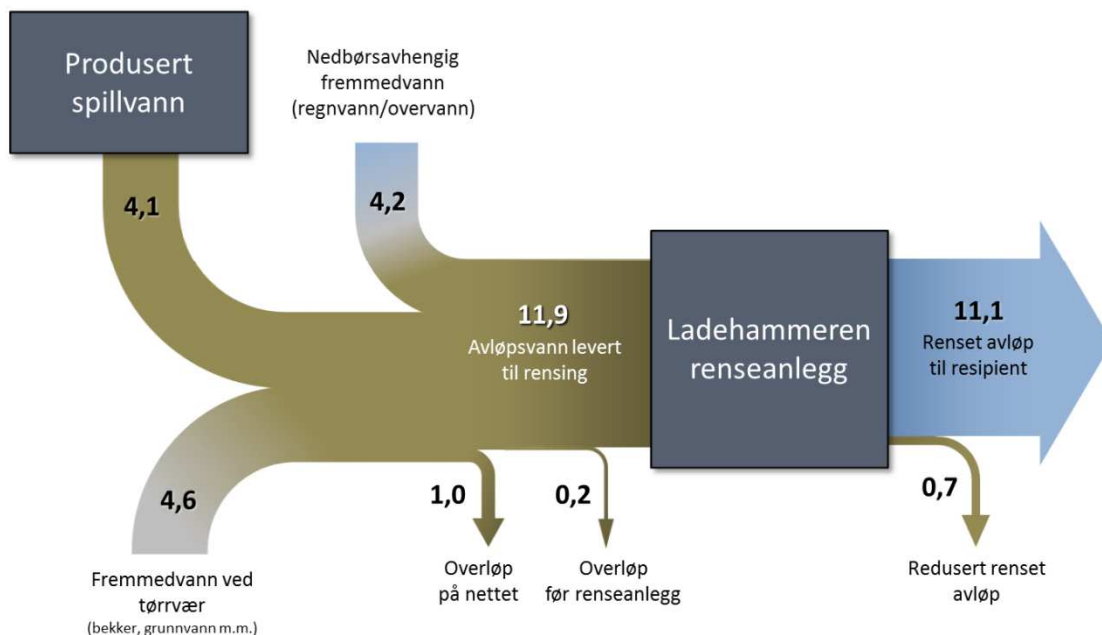 Produsert
spillvann
Nedbørsavhengig
fremmedvann
(regnvann/overvann)
4,1
4,2
11,9
Avløpsvann levert
til rensing
Ladehammeren
renseanlegg
11,1
Renset avløp
til resipient
4,6
1,0
0,2
0,7
Fremmedvann ved
tørrvær
(bekker, grunnvann m.m.)
Overløp
på nettet
Overløp
før renseanlegg
Redusert renset
avløp